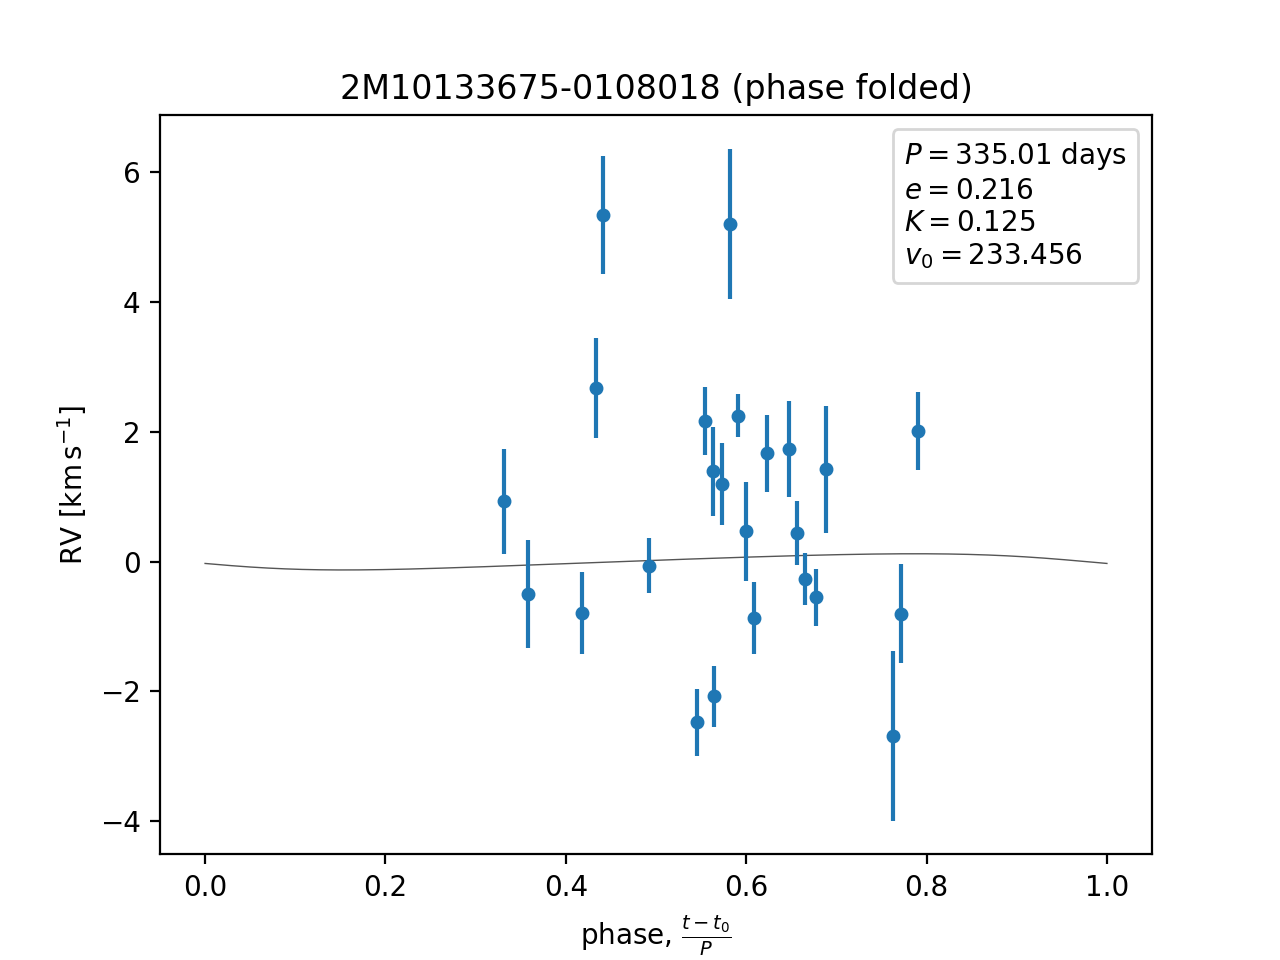 2M10133675-0108018 (phase folded)
P = 335.01 days
e = 0.216
K = 0.125
v₀ = 233.456
RV [km s⁻¹]
6
4
2
0
−2
−4
0.0 0.2 0.4 0.6 0.8 1.0
phase, (t − t₀)/P